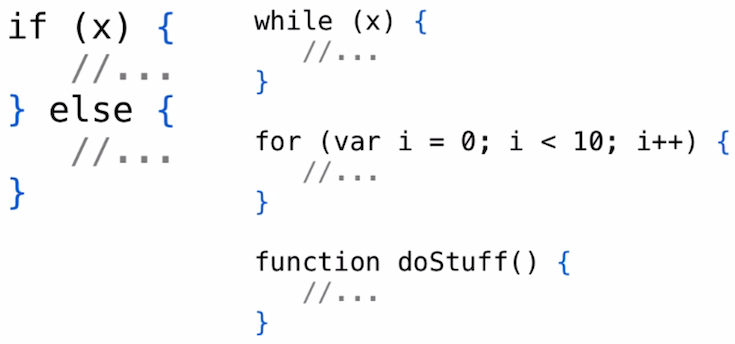 if (x) {
    //...
} else {
    //...
}
while (x) {
    //...
}
for (var i = 0; i < 10; i++) {
    //...
}
function doStuff() {
    //...
}